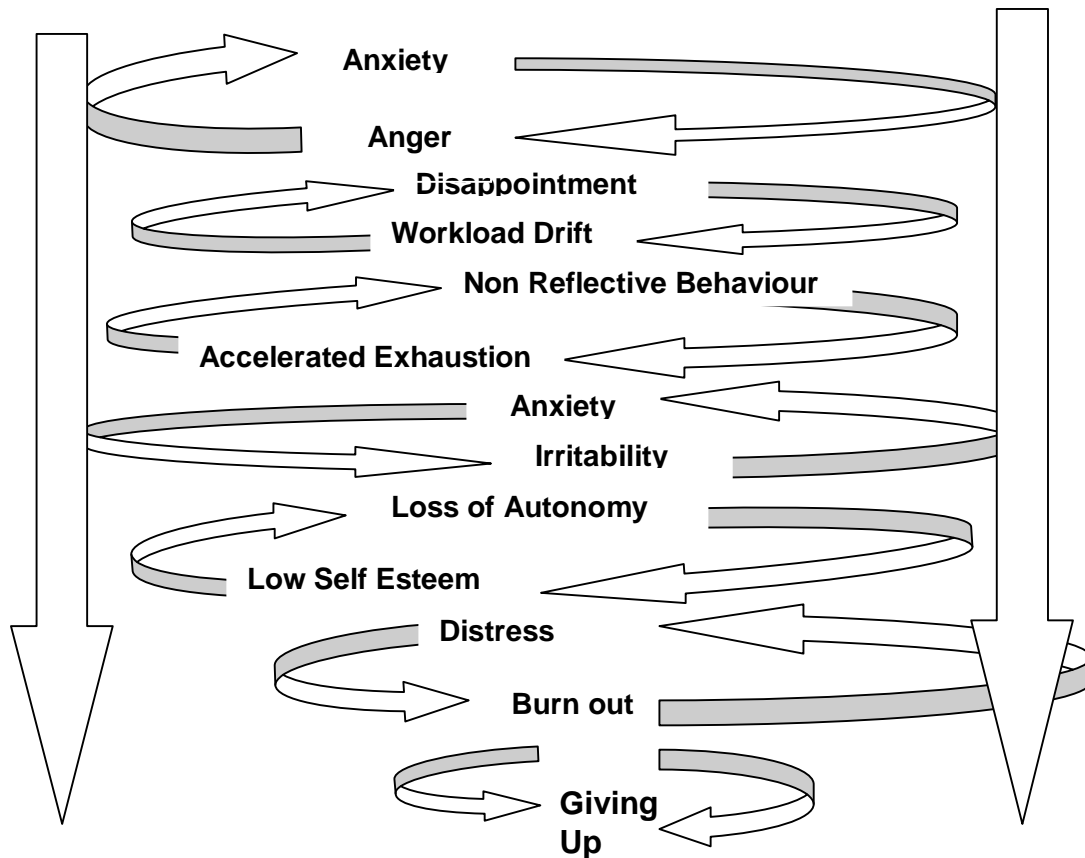 Anxiety
Anger
Disappointment
Workload Drift
Non Reflective Behaviour
Accelerated Exhaustion
Anxiety
Irritability
Loss of Autonomy
Low Self Esteem
Distress
Burn out
Giving
Up